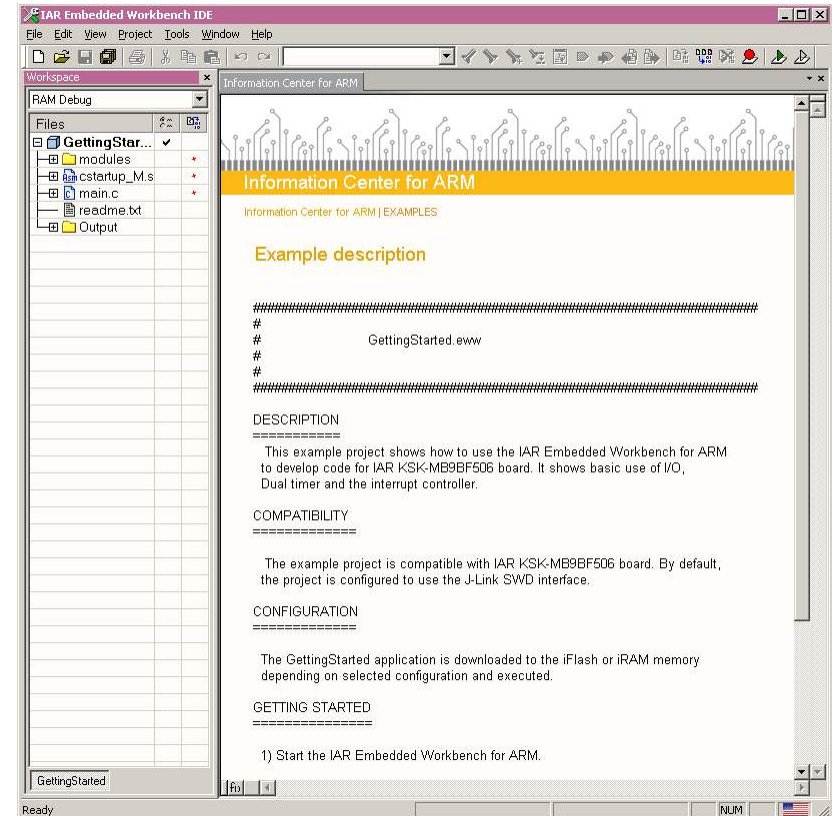 IAR Embedded Workbench IDE
File Edit View Project Tools Window Help
Workspace
RAM Debug
Files
GettingStar...
modules
cstartup_M.s
main.c
readme.txt
Output
GettingStarted
Information Center for ARM
Information Center for ARM
Information Center for ARM | EXAMPLES
Example description
#
# GettingStarted.eww
#
#
DESCRIPTION
===========
This example project shows how to use the IAR Embedded Workbench for ARM
to develop code for IAR KSK-MB9BF506 board. It shows basic use of I/O,
Dual timer and the interrupt controller.
COMPATIBILITY
=============
The example project is compatible with IAR KSK-MB9BF506 board. By default,
the project is configured to use the J-Link SWD interface.
CONFIGURATION
=============
The GettingStarted application is downloaded to the iFlash or iRAM memory
depending on selected configuration and executed.
GETTING STARTED
===============
1) Start the IAR Embedded Workbench for ARM.
Ready
NUM